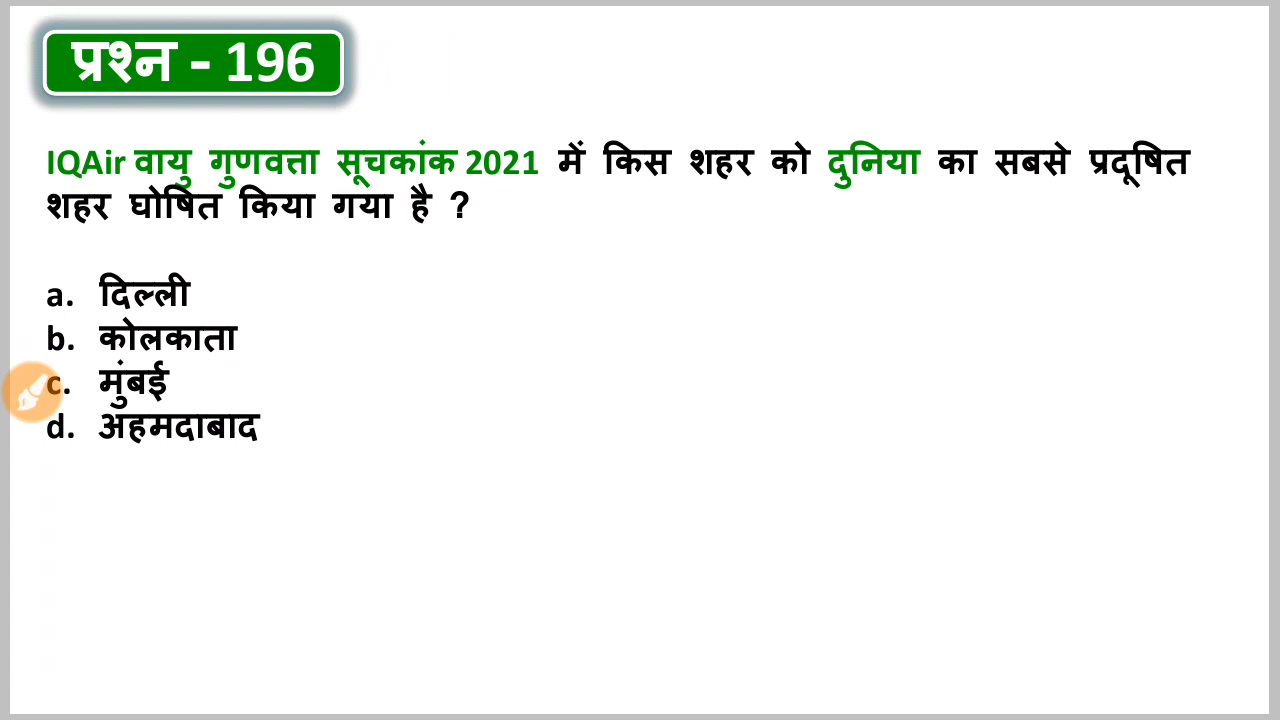 प्रश्न - 196
IQAir वायु गुणवत्ता सूचकांक 2021 में किस शहर को दुनिया का सबसे प्रदूषित
शहर घोषित किया गया है ?
a. दिल्ली
b. कोलकाता
c. मुंबई
d. अहमदाबाद